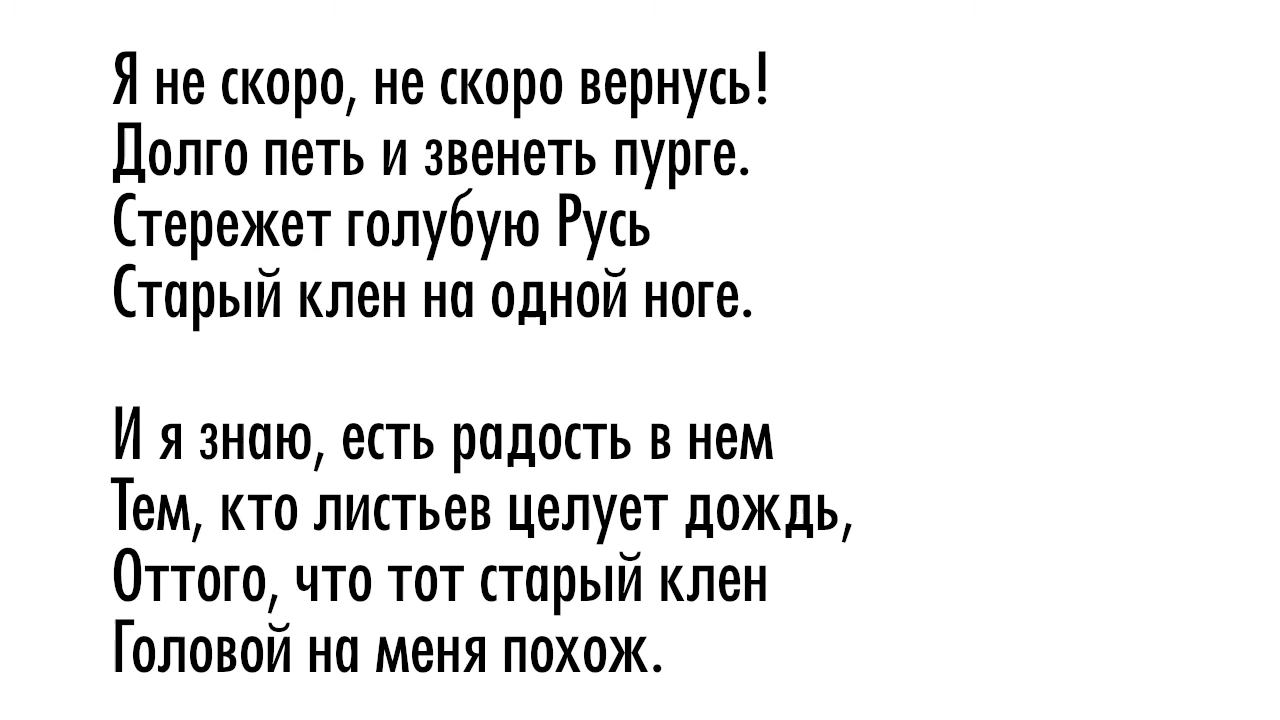 Я не скоро, не скоро вернусь!
Долго петь и звенеть пурге.
Стережет голубую Русь
Старый клен на одной ноге.
И я знаю, есть радость в нем
Тем, кто листьев целует дождь,
Оттого, что тот старый клен
Головой на меня похож.